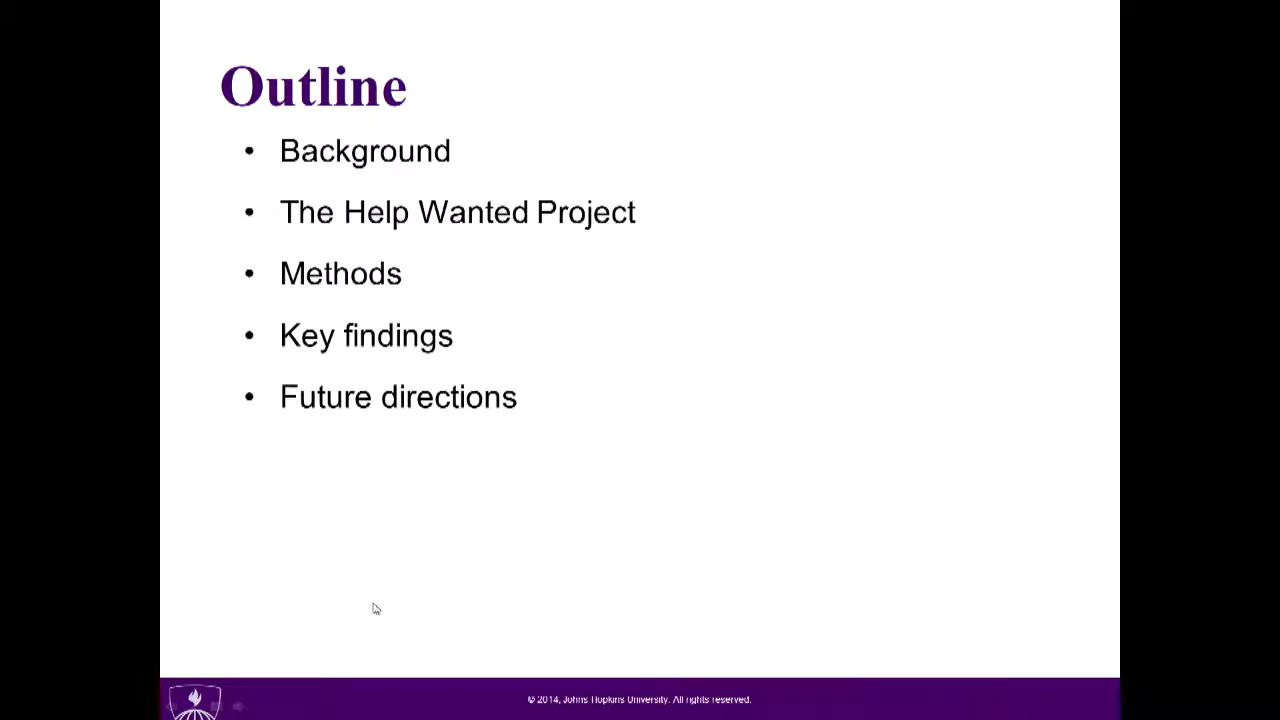 Outline
• Background
• The Help Wanted Project
• Methods
• Key findings
• Future directions
© 2014, Johns Hopkins University. All rights reserved.